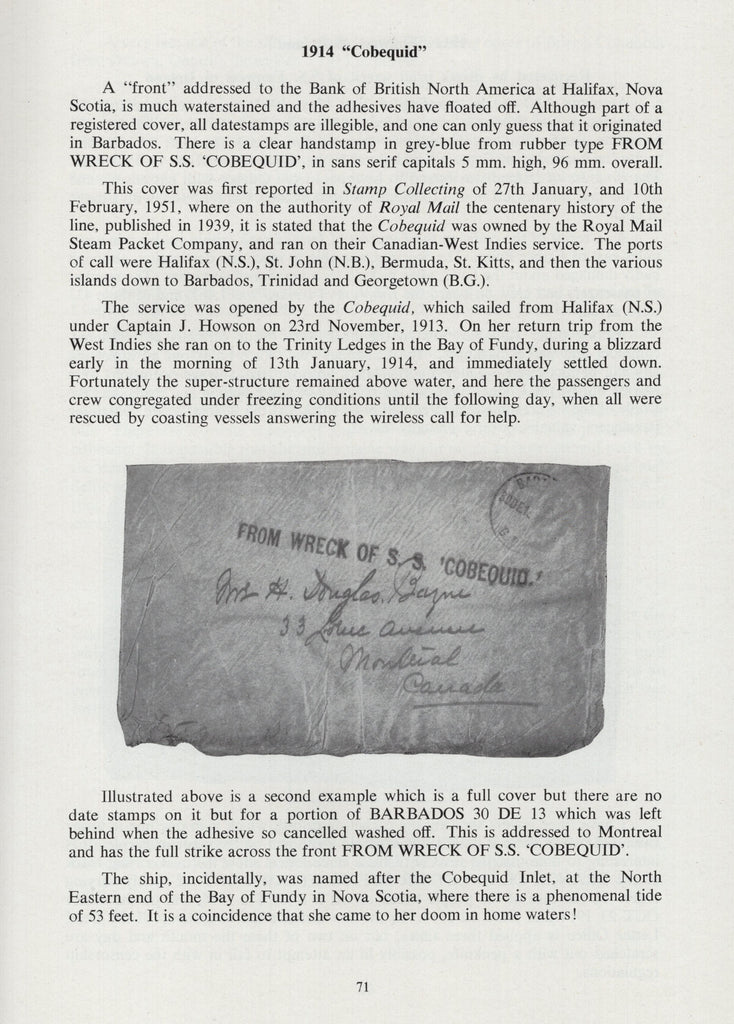 1914 “Cobequid”
A “front” addressed to the Bank of British North America at Halifax, Nova
Scotia, is much waterstained and the adhesives have floated off. Although part of a
registered cover, all datestamps are illegible, and one can only guess that it originated
in Barbados. There is a clear handstamp in grey-blue from rubber type FROM
WRECK OF S.S. ‘COBEQUID’, in sans serif capitals 5 mm. high, 96 mm. overall.
This cover was first reported in Stamp Collecting of 27th January, and 10th
February, 1951, where on the authority of Royal Mail the centenary history of the
line, published in 1939, it is stated that the Cobequid was owned by the Royal Mail
Steam Packet Company, and ran on their Canadian-West Indies service. The ports
of call were Halifax (N.S.), St. John (N.B.), Bermuda, St. Kitts, and then the various
islands down to Barbados, Trinidad and Georgetown (B.G.).
The service was opened by the Cobequid, which sailed from Halifax (N.S.)
under Captain J. Howson on 23rd November, 1913. On her return trip from the
West Indies she ran on to the Trinity Ledges in the Bay of Fundy, during a blizzard
early in the morning of 13th January, 1914, and immediately settled down.
Fortunately the super-structure remained above water, and here the passengers and
crew congregated under freezing conditions until the following day, when all were
rescued by coasting vessels answering the wireless call for help.
FROM WRECK OF S.S. 'COBEQUID.'
Mrs H. Douglas Bayne
33 Avenue
Montreal
Canada
Illustrated above is a second example which is a full cover but there are no
date stamps on it but for a portion of BARBADOS 30 DE 13 which was left
behind when the adhesive so cancelled washed off. This is addressed to Montreal
and has the full strike across the front FROM WRECK OF S.S. ‘COBEQUID’.
The ship, incidentally, was named after the Cobequid Inlet, at the North
Eastern end of the Bay of Fundy in Nova Scotia, where there is a phenomenal tide
of 53 feet. It is a coincidence that she came to her doom in home waters!
71